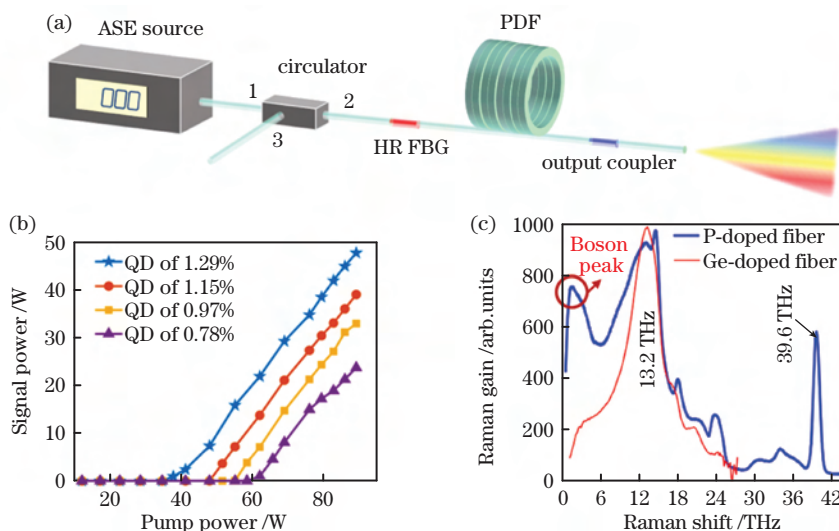 (a)
ASE source
000
circulator
1
2
3
HR FBG
PDF
output coupler
(b)
50
40
30
20
10
0
Signal power /W
QD of 1.29%
QD of 1.15%
QD of 0.97%
QD of 0.78%
20 40 60 80
Pump power /W
(c)
1000
800
600
400
200
0
Raman gain /arb.units
Boson
peak
P-doped fiber
Ge-doped fiber
13.2 THz
39.6 THz
0 6 12 18 24 30 36 42
Raman shift /THz